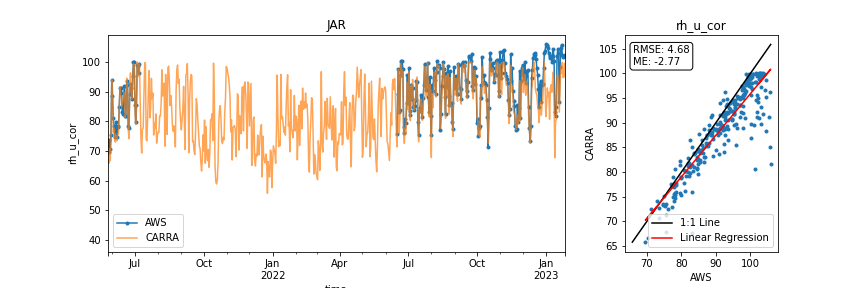 JAR
rh_u_cor
100
90
80
70
60
50
40
rh_u_cor
AWS
CARRA
Jul
Oct
Jan
2022
Apr
Jul
Oct
Jan
2023
time
rh_u_cor
RMSE: 4.68
ME: -2.77
105
100
95
90
85
80
75
70
65
CARRA
1:1 Line
Linear Regression
70
80
90
100
AWS